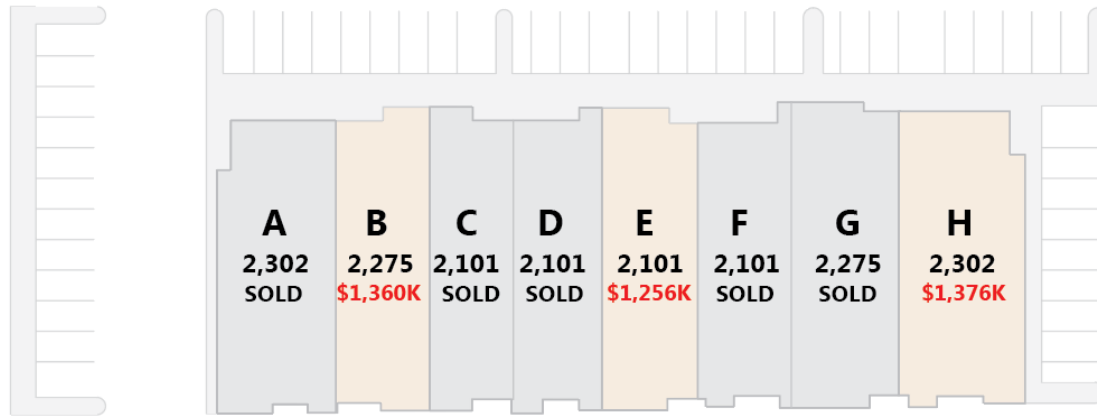 A
2,302
SOLD
B
2,275
$1,360K
C
2,101
SOLD
D
2,101
SOLD
E
2,101
$1,256K
F
2,101
SOLD
G
2,275
SOLD
H
2,302
$1,376K